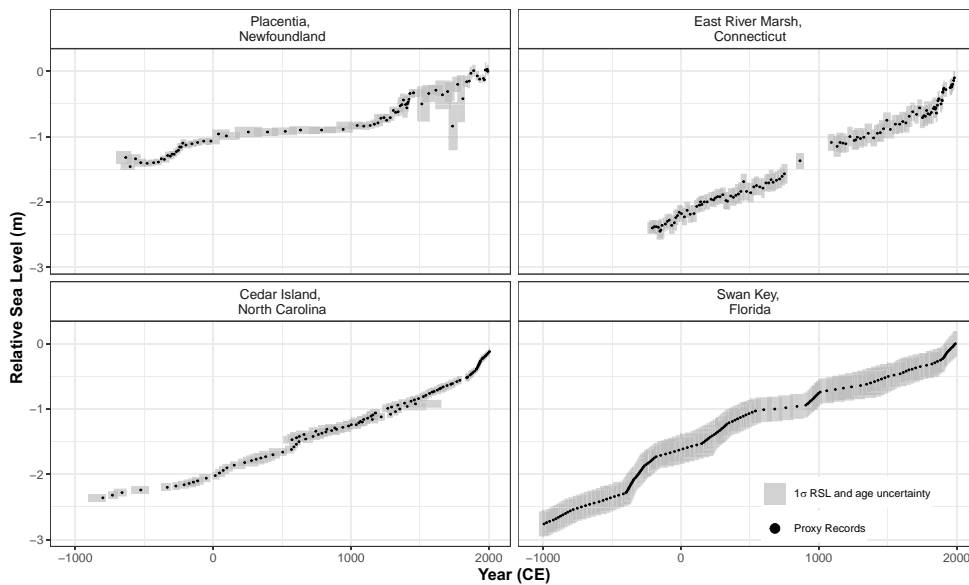 Placentia,
Newfoundland
East River Marsh,
Connecticut
0
−1
−2
−3
Cedar Island,
North Carolina
Swan Key,
Florida
0
−1
−2
−3
−1000
0
1000
2000
−1000
0
1000
2000
Relative Sea Level (m)
Year (CE)
1σ RSL and age uncertainty
Proxy Records